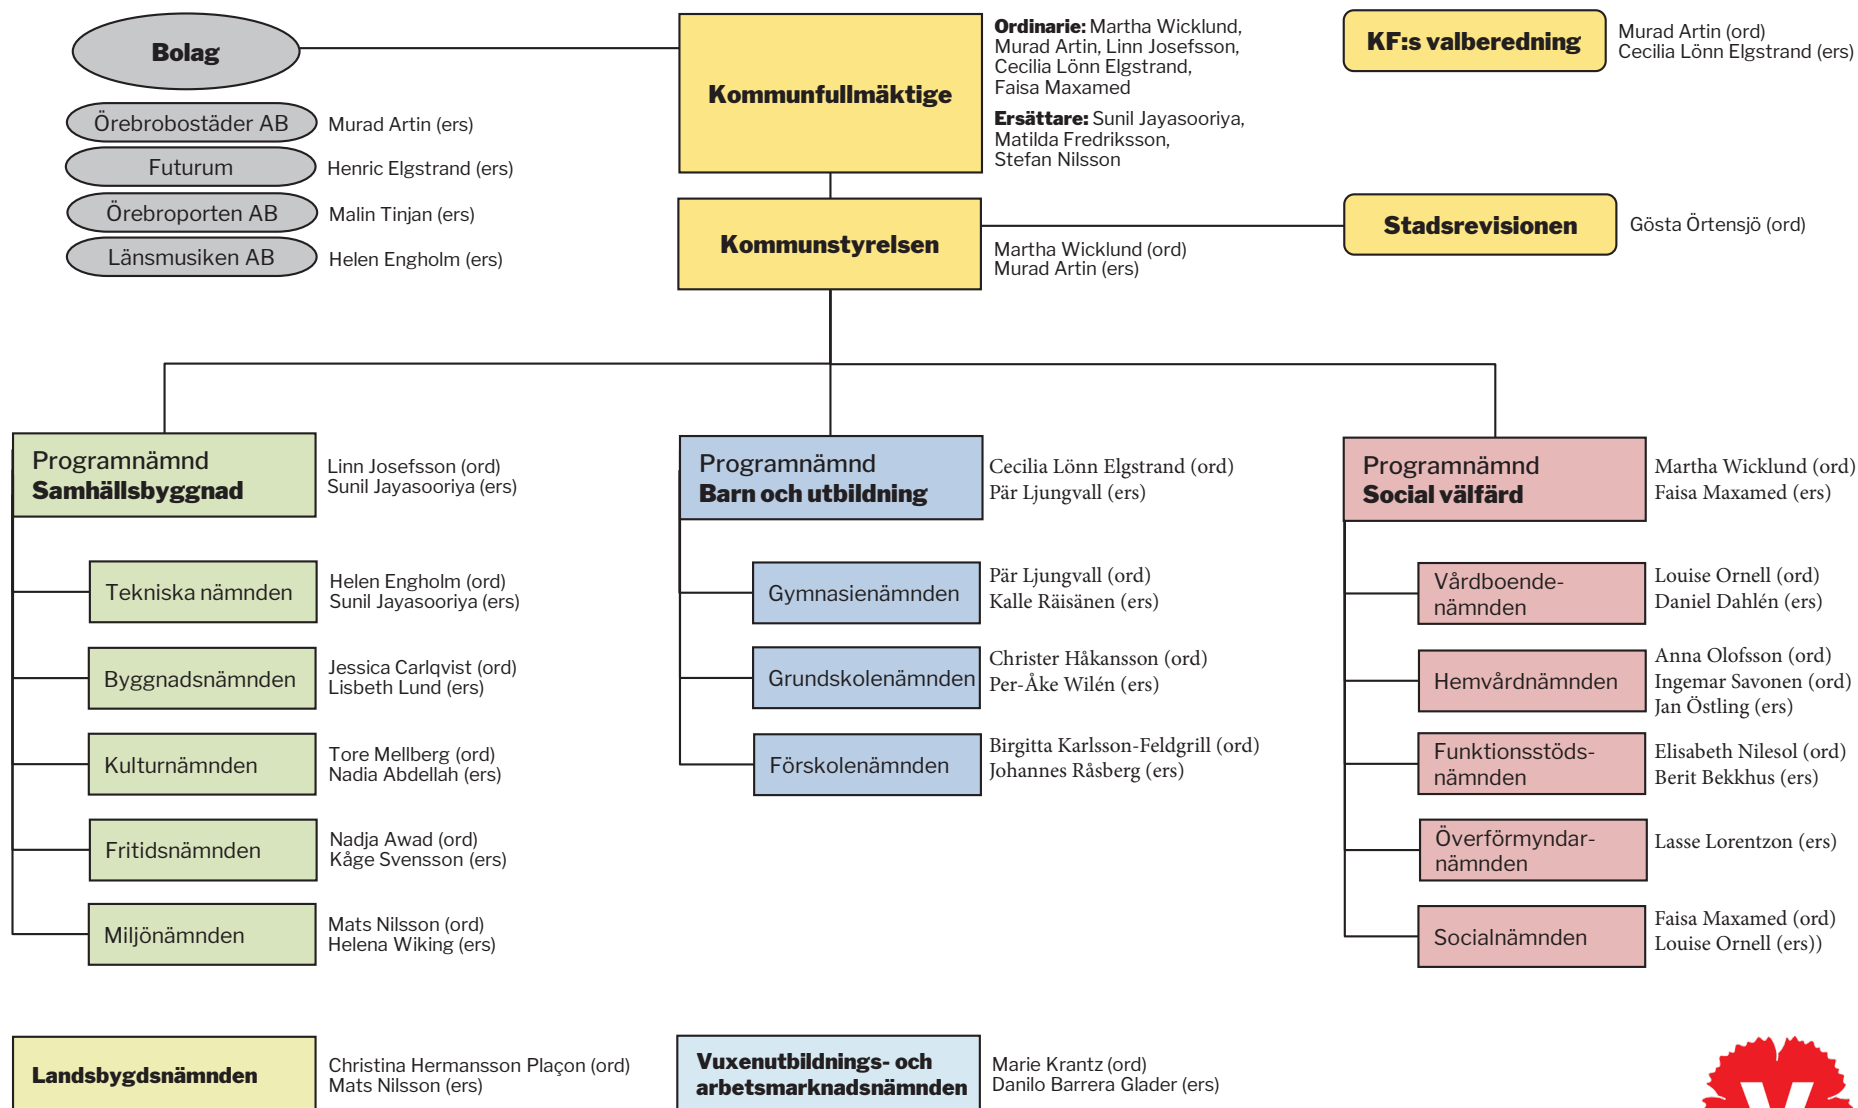 Bolag
Örebrobostäder AB
Murad Artin (ers)
Futurum
Henric Elgstrand (ers)
Örebroporten AB
Malin Tinjan (ers)
Länsmusiken AB
Helen Engholm (ers)
Kommunfullmäktige
Ordinarie: Martha Wicklund,
Murad Artin, Linn Josefsson,
Cecilia Lönn Elgstrand,
Faisa Maxamed
Ersättare: Sunil Jayasooriya,
Matilda Fredriksson,
Stefan Nilsson
KF:s valberedning
Murad Artin (ord)
Cecilia Lönn Elgstrand (ers)
Kommunstyrelsen
Martha Wicklund (ord)
Murad Artin (ers)
Stadsrevisionen
Gösta Örtensjö (ord)
Programnämnd
Samhällsbyggnad
Linn Josefsson (ord)
Sunil Jayasooriya (ers)
Tekniska nämnden
Helen Engholm (ord)
Sunil Jayasooriya (ers)
Byggnadsnämnden
Jessica Carlqvist (ord)
Lisbeth Lund (ers)
Kulturnämnden
Tore Mellberg (ord)
Nadia Abdellah (ers)
Fritidsnämnden
Nadja Awad (ord)
Kåge Svensson (ers)
Miljönämnden
Mats Nilsson (ord)
Helena Wiking (ers)
Programnämnd
Barn och utbildning
Cecilia Lönn Elgstrand (ord)
Pär Ljungvall (ers)
Gymnasienämnden
Pär Ljungvall (ord)
Kalle Räisänen (ers)
Grundskolenämnden
Christer Håkansson (ord)
Per-Åke Wilén (ers)
Förskolenämnden
Birgitta Karlsson-Feldgrill (ord)
Johannes Råsberg (ers)
Programnämnd
Social välfärd
Martha Wicklund (ord)
Faisa Maxamed (ers)
Vårdboende-
nämnden
Louise Ornell (ord)
Daniel Dahlén (ers)
Hemvårdnämnden
Anna Olofsson (ord)
Ingemar Savonen (ord)
Jan Östling (ers)
Funktionsstöds-
nämnden
Elisabeth Nilesol (ord)
Berit Bekkhus (ers)
Överförmyndar-
nämnden
Lasse Lorentzon (ers)
Socialnämnden
Faisa Maxamed (ord)
Louise Ornell (ers))
Landsbygdsnämnden
Christina Hermansson Plaçon (ord)
Mats Nilsson (ers)
Vuxenutbildnings- och
arbetsmarknadsnämnden
Marie Krantz (ord)
Danilo Barrera Glader (ers)
V